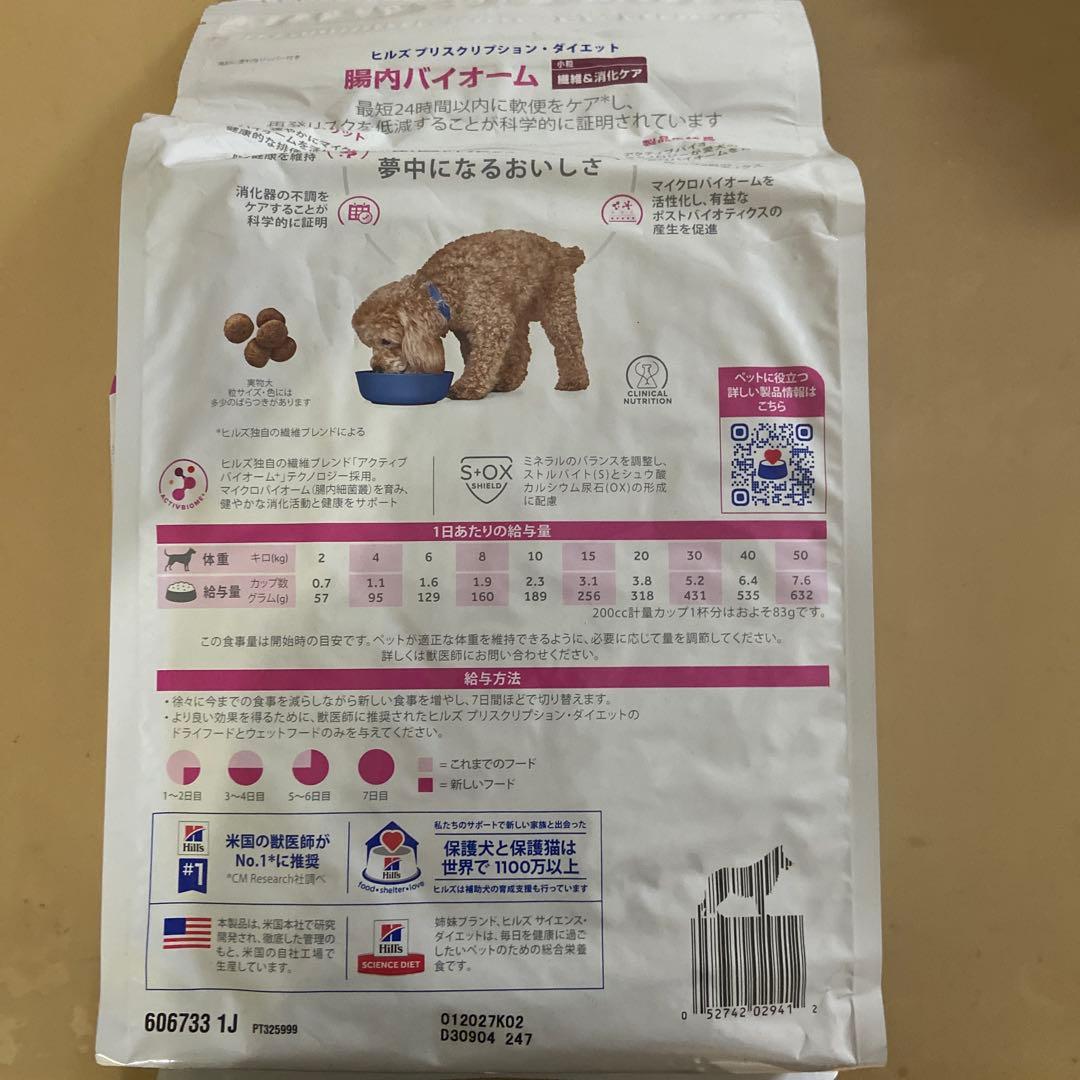 ヒルズ プリスクリプション・ダイエット
腸内バイオーム
小粒
繊維&消化ケア
最短24時間以内に軟便をケア*し、
再発リスクを低減することが科学的に証明されています
健康を維持
夢中になるおいしさ
消化器の不調を
ケアすることが
科学的に証明
マイクロバイオームを
活性化し、有益な
ポストバイオティクスの
産生を促進
実物大
粒サイズ・色には
多少のばらつきがあります
CLINICAL
NUTRITION
ペットに役立つ
詳しい製品情報は
こちら
*ヒルズ独自の繊維ブレンドによる
ACTIVBIOME+
ヒルズ独自の繊維ブレンド「アクティブ
バイオーム+」テクノロジー採用。
マイクロバイオーム(腸内細菌叢)を育み、
健やかな消化活動と健康をサポート
S+OX
SHIELD
ミネラルのバランスを調整し、
ストルバイト(S)とシュウ酸
カルシウム尿石(OX)の形成
に配慮
1日あたりの給与量
体重 キロ(kg) 2 4 6 8 10 15 20 30 40 50
給与量 カップ数 0.7 1.1 1.6 1.9 2.3 3.1 3.8 5.2 6.4 7.6
グラム(g) 57 95 129 160 189 256 318 431 535 632
200cc計量カップ1杯分はおよそ83gです。
この食事量は開始時の目安です。ペットが適正な体重を維持できるように、必要に応じて量を調節してください。
詳しくは獣医師にお問い合わせください。
給与方法
・徐々に今までの食事を減らしながら新しい食事を増やし、7日間ほどで切り替えます。
・より良い効果を得るために、獣医師に推奨されたヒルズ プリスクリプション・ダイエットの
ドライフードとウェットフードのみを与えてください。
1〜2日目 3〜4日目 5〜6日目 7日目
=これまでのフード
=新しいフード
Hill's
#1
米国の獣医師が
No.1*に推奨
*CM Research社調べ
Hill's
food・shelter・love
私たちのサポートで新しい家族と出会った
保護犬と保護猫は
世界で 1100万以上
ヒルズは補助犬の育成支援も行っています
本製品は、米国本社で研究
開発され、徹底した管理の
もと、米国の自社工場で
生産しています。
Hill's
SCIENCE DIET
姉妹ブランド、ヒルズ サイエンス・
ダイエットは、毎日を健康に過ご
したいペットのための総合栄養
食です。
606733 1J PT325999
012027K02
D30904 247
0 52742 02941 2